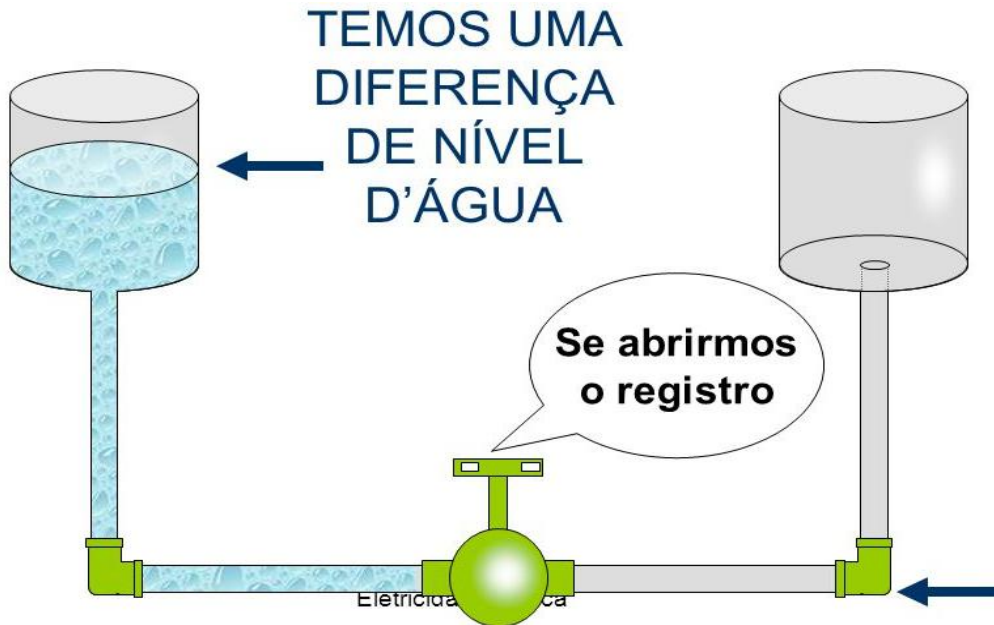 TEMOS UMA
DIFERENÇA
DE NÍVEL
D’ÁGUA
Se abrirmos
o registro